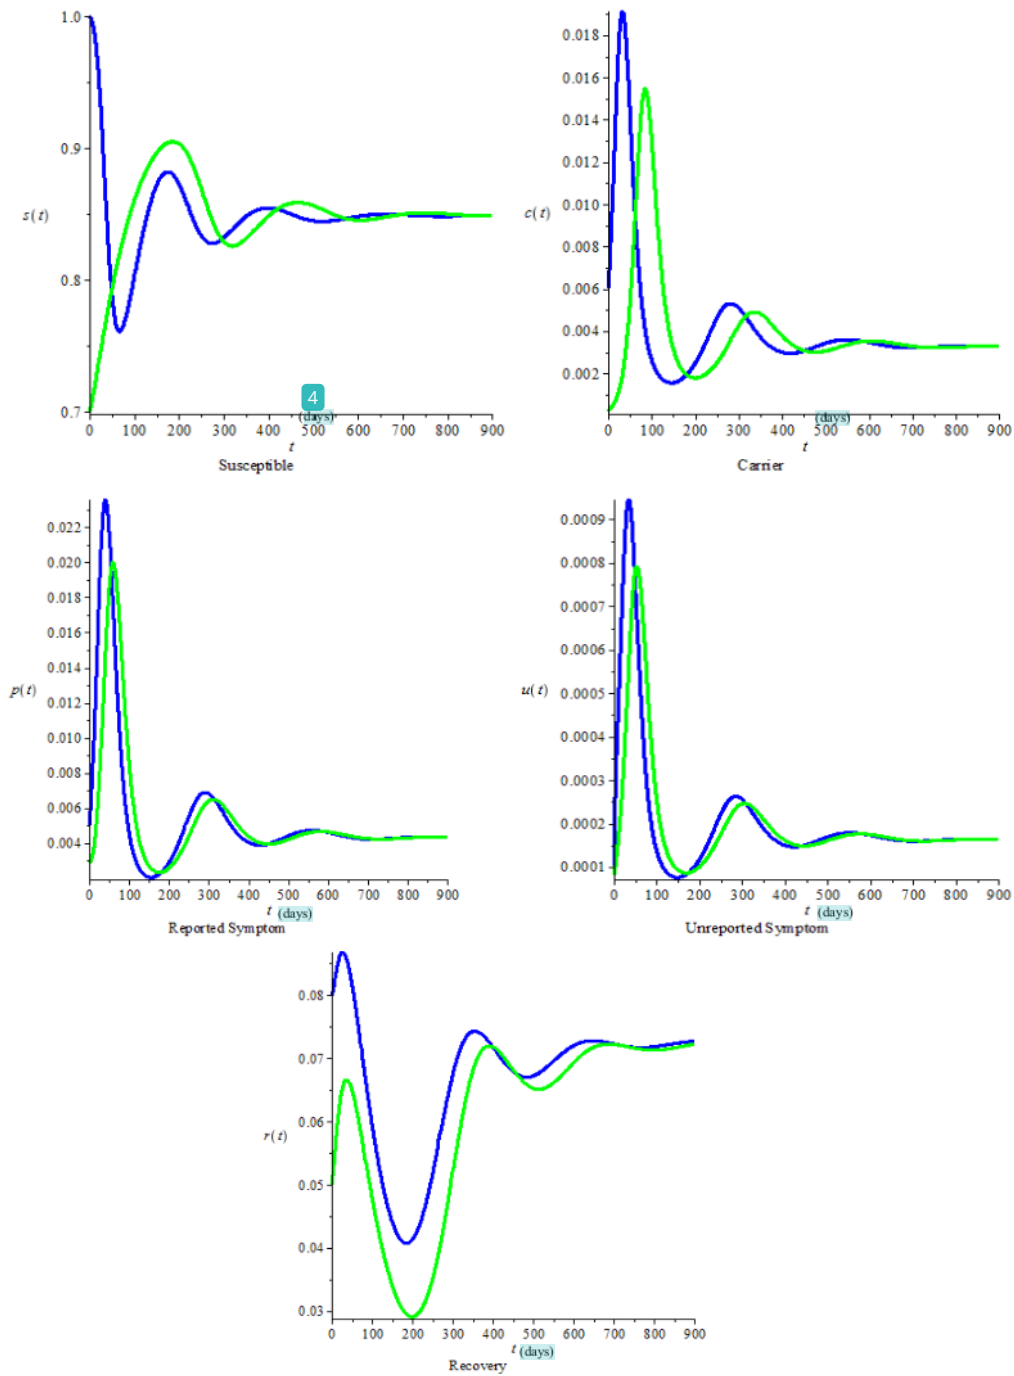 1.0
0.9
s(t)
0.8
0.7
4
(days)
0 100 200 300 400 500 600 700 800 900
t
Susceptible
0.018
0.016
0.014
0.012
c(t)
0.010
0.008
0.006
0.004
0.002
(days)
0 100 200 300 400 500 600 700 800 900
t
Carrier
0.022
0.020
0.018
0.016
0.014
p(t)
0.012
0.010
0.008
0.006
0.004
0 100 200 300 400 500 600 700 800 900
t (days)
Reported Symptom
0.0009
0.0008
0.0007
0.0006
u(t)
0.0005
0.0004
0.0003
0.0002
0.0001
0 100 200 300 400 500 600 700 800 900
t (days)
Unreported Symptom
0.08
0.07
0.06
r(t)
0.05
0.04
0.03
0 100 200 300 400 500 600 700 800 900
t (days)
Recovery